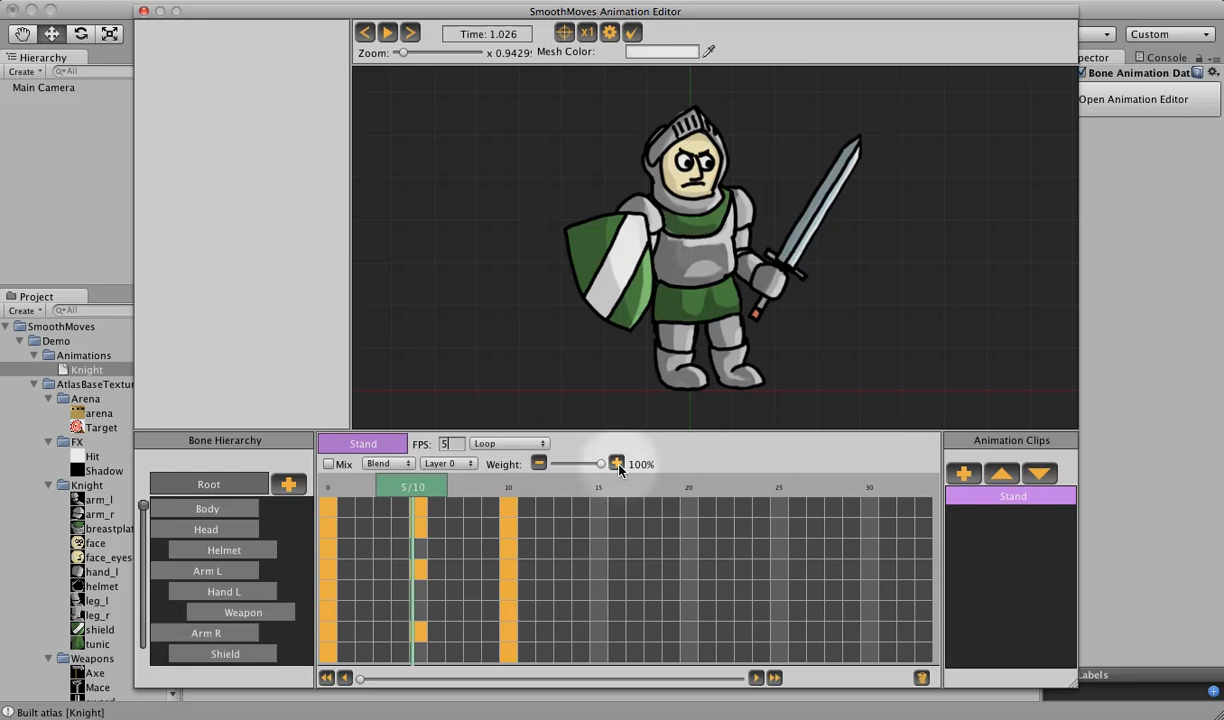 SmoothMoves Animation Editor
Custom
Time: 1.026
Zoom: x 0.9429
Mesh Color:
Hierarchy
Create
All
Main Camera
Console
Bone Animation Dat
Open Animation Editor
Project
Create
All
SmoothMoves
Demo
Animations
Knight
AtlasBaseTextur
Arena
arena
Target
FX
Hit
Shadow
Knight
arm_l
arm_r
breastplat
face
face_eyes
hand_l
helmet
leg_l
leg_r
shield
tunic
Weapons
Axe
Mace
Bone Hierarchy
Root
Body
Head
Helmet
Arm L
Hand L
Weapon
Arm R
Shield
Stand
FPS: 5
Loop
Mix
Blend
Layer 0
Weight:
100%
0
5/10
10
15
20
25
30
Animation Clips
Stand
Labels
Built atlas [Knight]